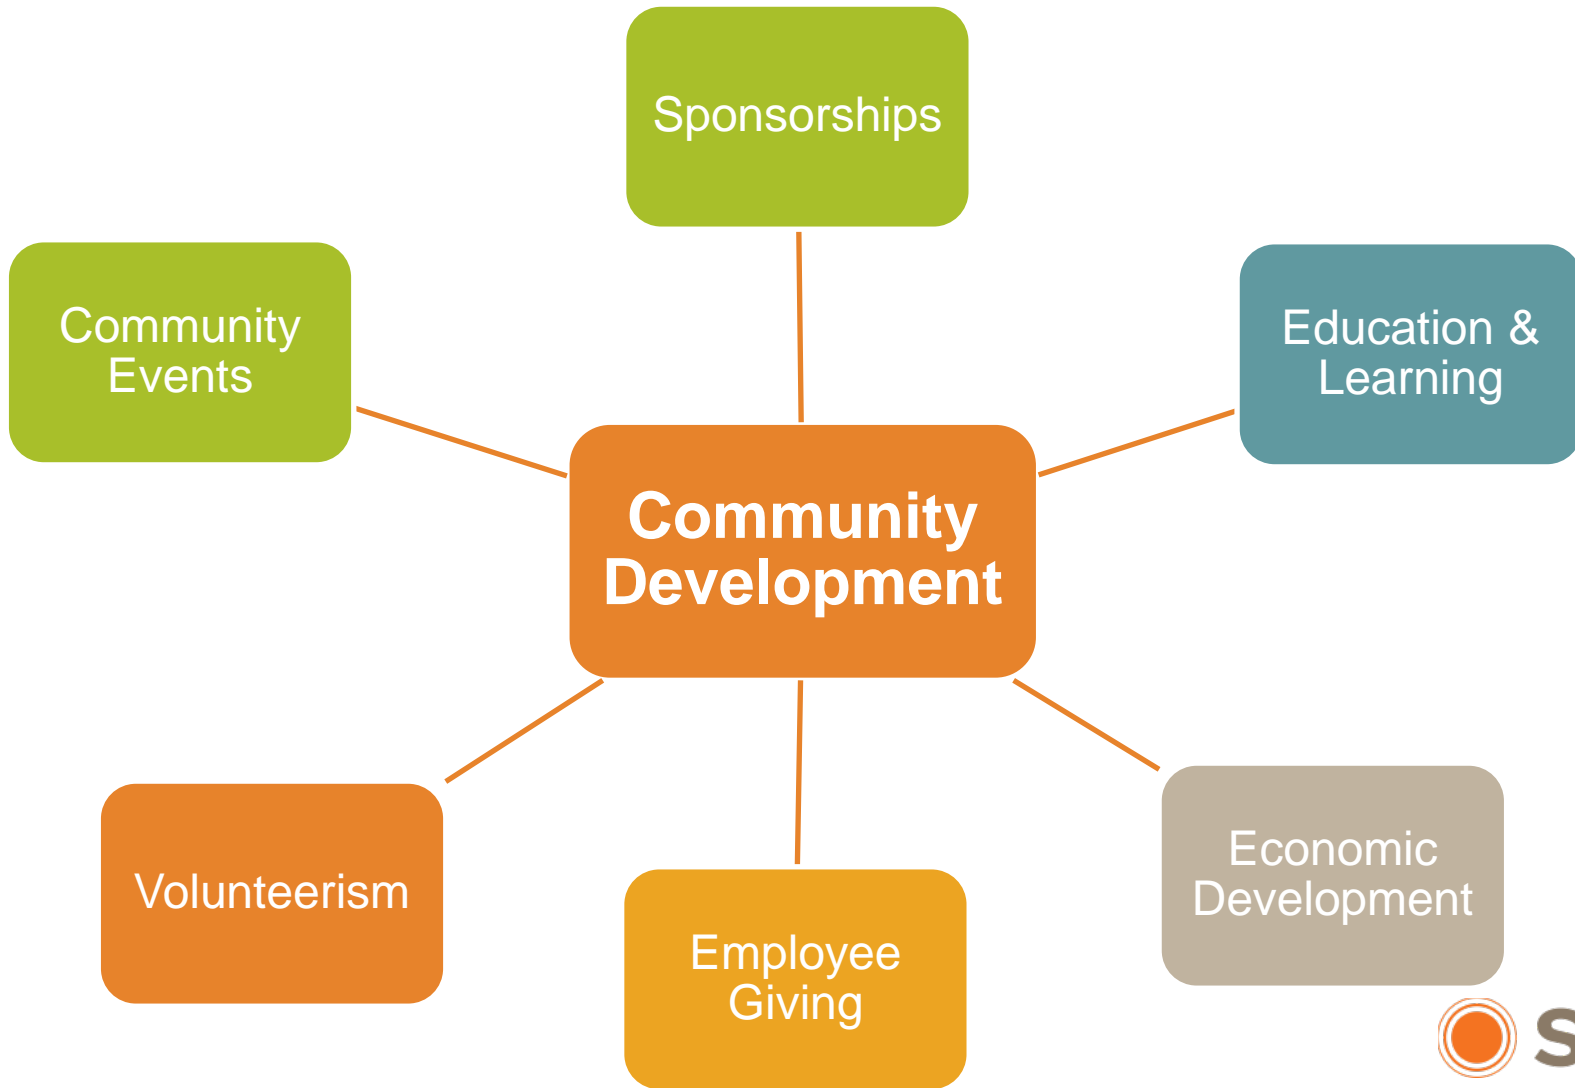 Sponsorships
Community
Events
Education &
Learning
Community
Development
Volunteerism
Employee
Giving
Economic
Development
S